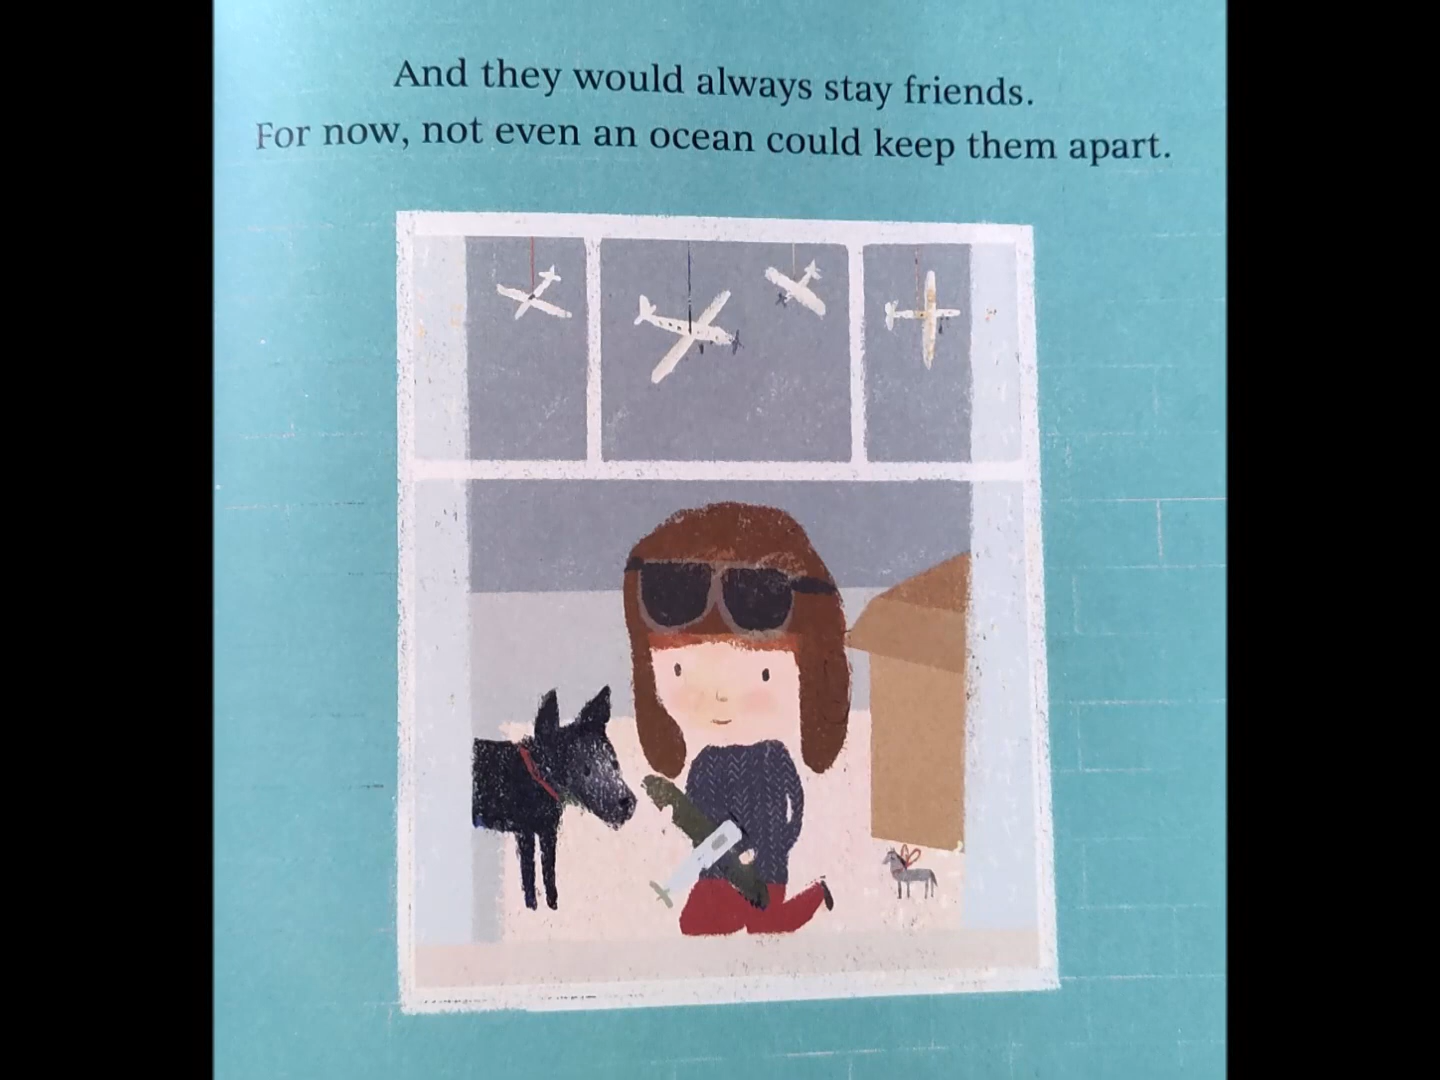 And they would always stay friends.
For now, not even an ocean could keep them apart.